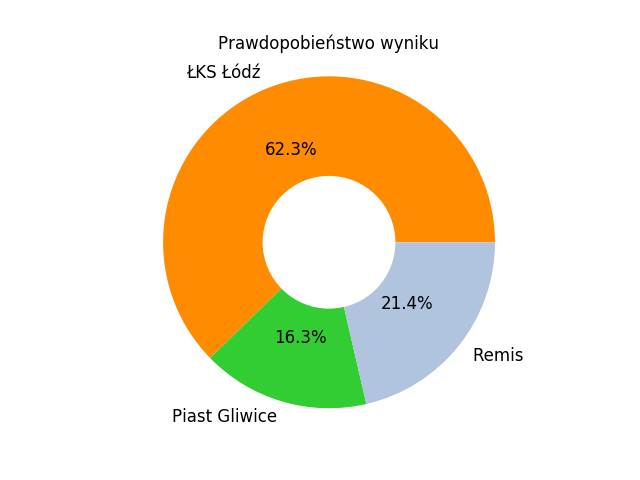 Prawdopobieństwo wyniku
ŁKS Łódź
62.3%
21.4%
16.3%
Remis
Piast Gliwice